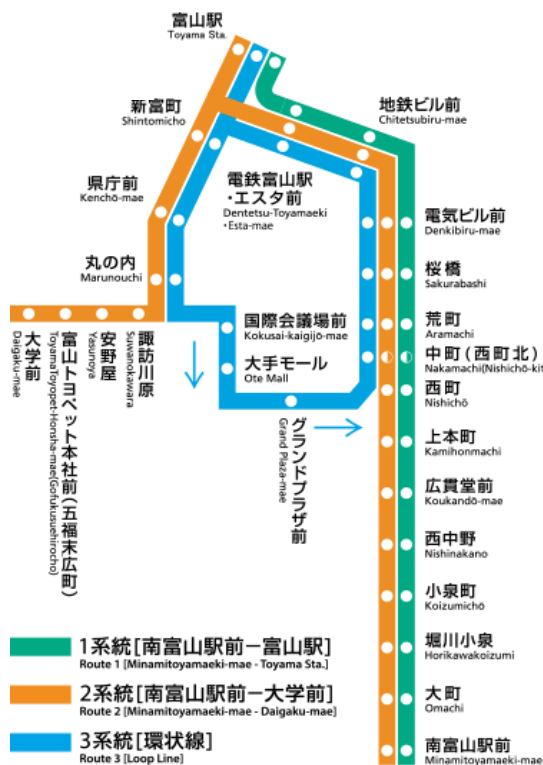 富山駅
Toyama Sta.
新富町
Shintomicho
地鉄ビル前
Chitetsubiru-mae
県庁前
Kenchō-mae
電鉄富山駅
・エスタ前
Dentetsu-Toyamaeki
・Esta-mae
電気ビル前
Denkibiru-mae
丸の内
Marunouchi
桜橋
Sakurabashi
国際会議場前
Kokusai-kaigijō-mae
荒町
Aramachi
大手モール
Ote Mall
中町(西町北)
Nakamachi(Nishichō-kit
西町
Nishichō
大学前
Daigaku-mae
富山トヨペット本社前(五福末広町)
ToyamaToyopet-Honsha-mae(Gofukusuehirocho)
安野屋
Yasunoya
諏訪川原
Suwanokawara
グランドプラザ前
Grand Plaza-mae
上本町
Kamihonmachi
広貫堂前
Koukandō-mae
西中野
Nishinakano
小泉町
Koizumichō
堀川小泉
Horikawakoizumi
大町
Omachi
南富山駅前
Minamitoyamaeki-mae
1系統[南富山駅前ー富山駅]
Route 1 [Minamitoyamaeki-mae - Toyama Sta.]
2系統[南富山駅前ー大学前]
Route 2 [Minamitoyamaeki-mae - Daigaku-mae]
3系統[環状線]
Route 3 [Loop Line]